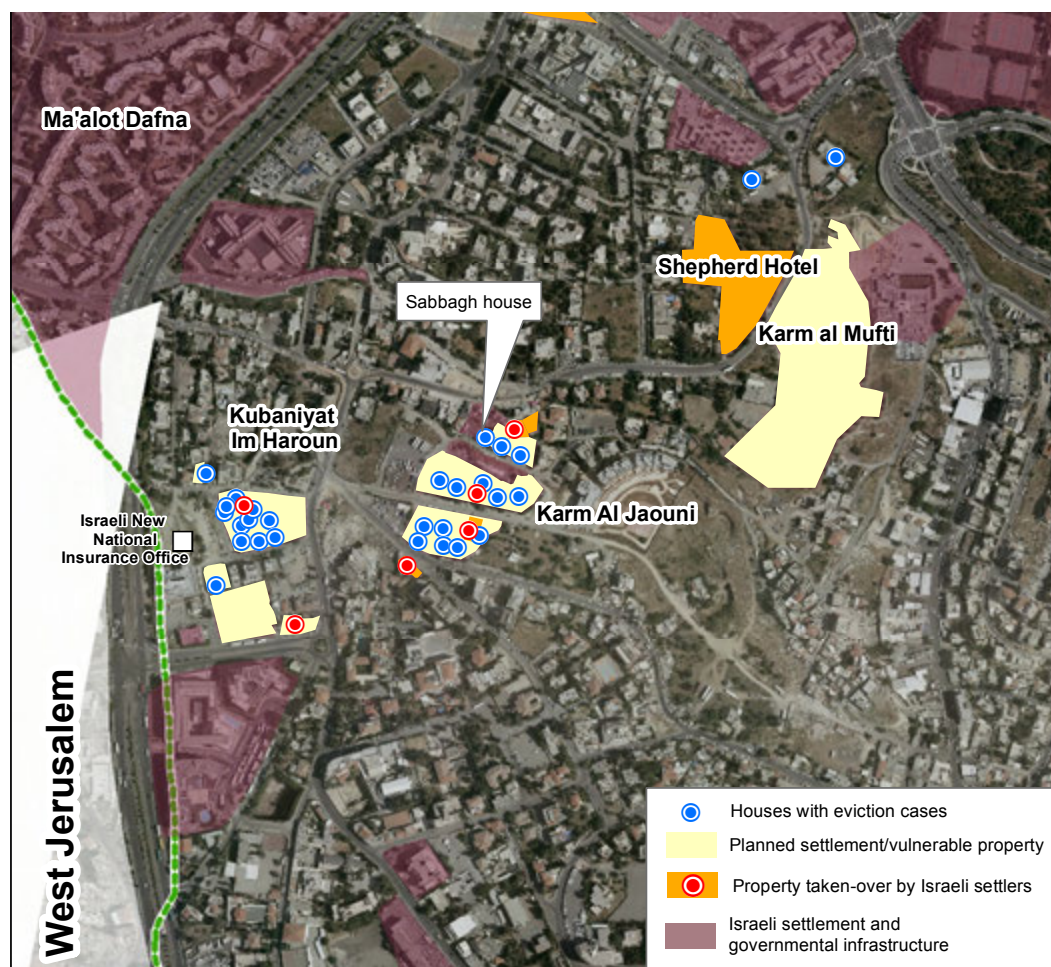 Ma'alot Dafna
Shepherd Hotel
Sabbagh house
Karm al Mufti
Kubaniyat
Im Haroun
Karm Al Jaouni
Israeli New
National
Insurance Office
West Jerusalem
Houses with eviction cases
Planned settlement/vulnerable property
Property taken-over by Israeli settlers
Israeli settlement and
governmental infrastructure